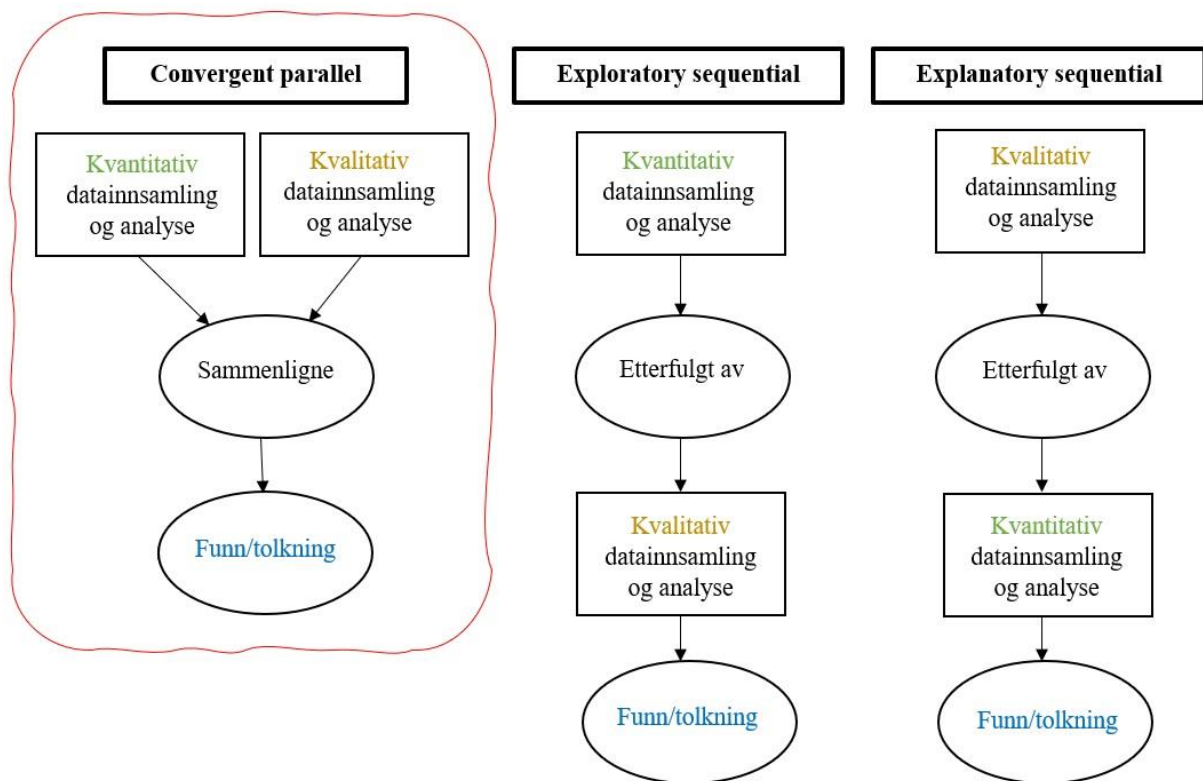 Convergent parallel
Kvantitativ
datainnsamling
og analyse
Kvalitativ
datainnsamling
og analyse
Sammenligne
Funn/tolkning
Exploratory sequential
Kvantitativ
datainnsamling
og analyse
Etterfulgt av
Kvalitativ
datainnsamling
og analyse
Funn/tolkning
Explanatory sequential
Kvalitativ
datainnsamling
og analyse
Etterfulgt av
Kvantitativ
datainnsamling
og analyse
Funn/tolkning